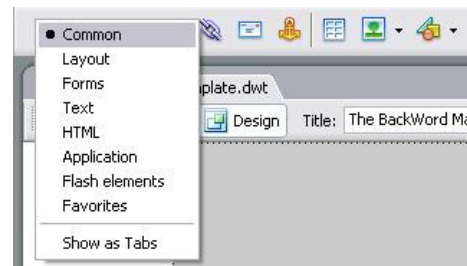 Common
Layout
Forms
Text
HTML
Application
Flash elements
Favorites
Show as Tabs
plate.dwt
Design Title: The BackWord Ma